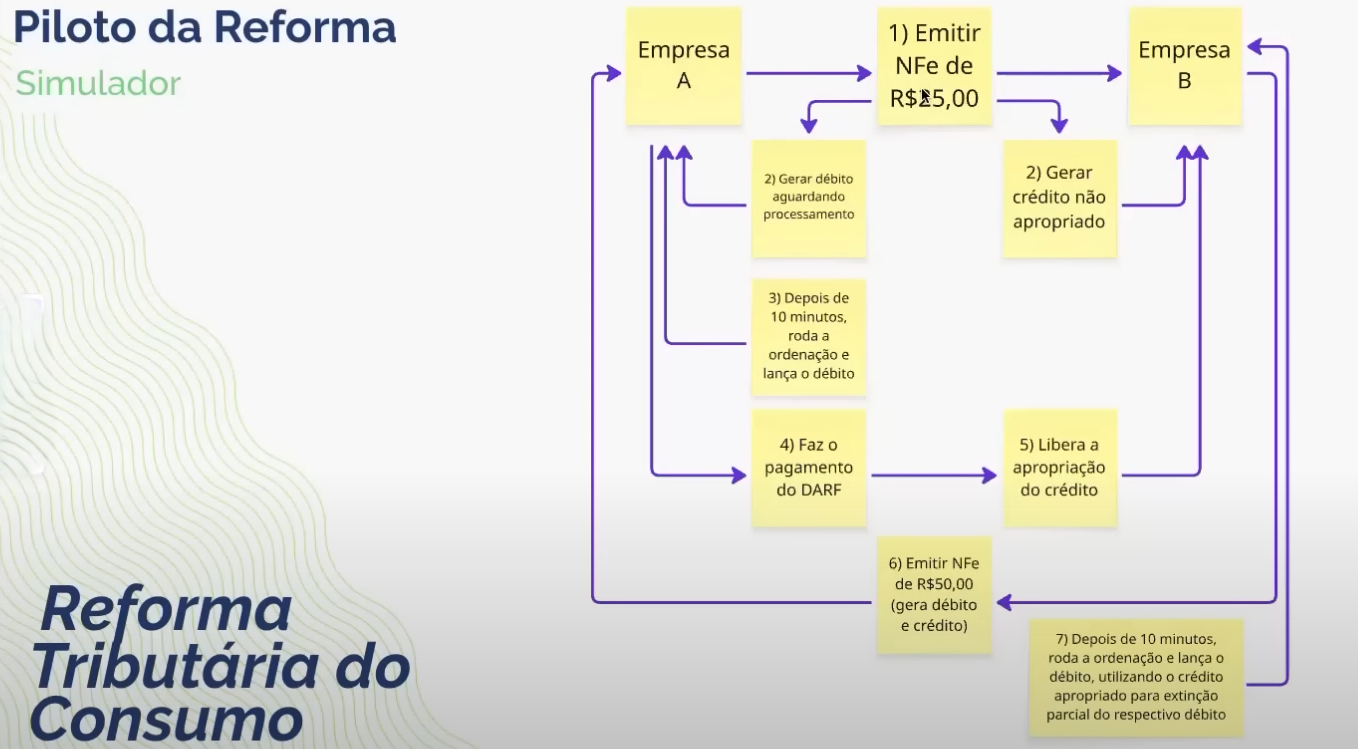 Piloto da Reforma
Simulador
Empresa
A
1) Emitir
NFe de
R$25,00
Empresa
B
2) Gerar débito
aguardando
processamento
2) Gerar
crédito não
apropriado
3) Depois de
10 minutos,
roda a
ordenação e
lança o débito
4) Faz o
pagamento
do DARF
5) Libera a
apropriação
do crédito
6) Emitir NFe
de R$50,00
(gera débito
e crédito)
7) Depois de 10 minutos,
roda a ordenação e lança o
débito, utilizando o crédito
apropriado para extinção
parcial do respectivo débito
Reforma
Tributária do
Consumo